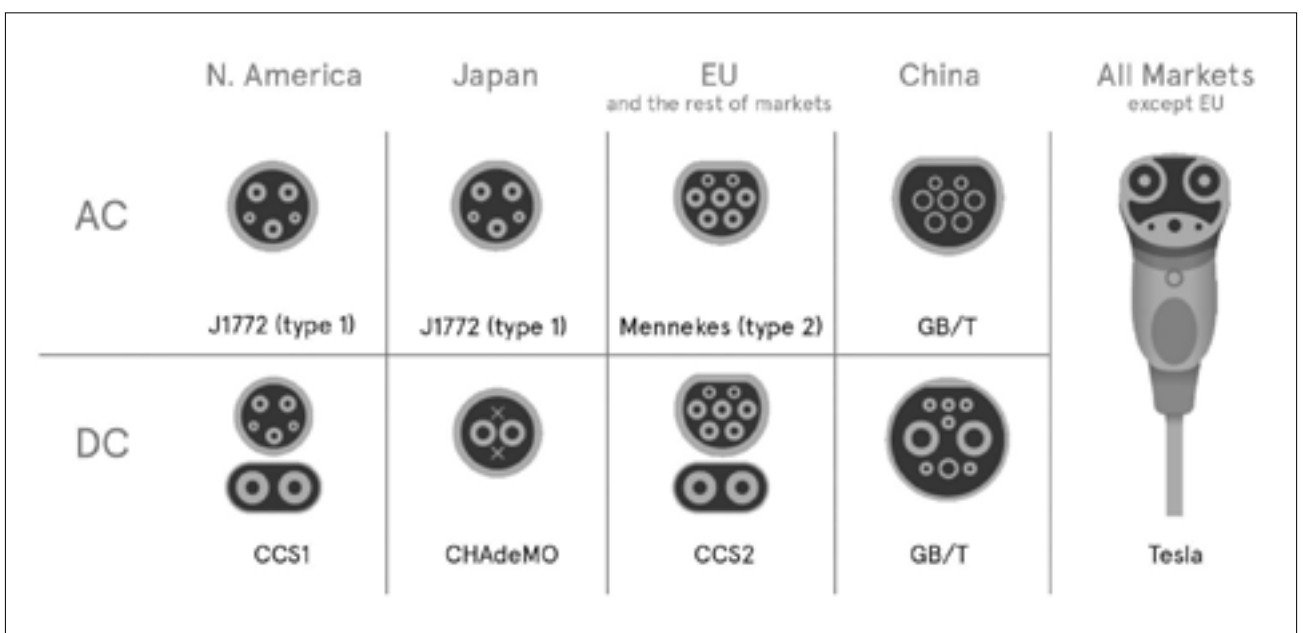 N. America
Japan
EU
and the rest of markets
China
All Markets
except EU
AC
J1772 (type 1)
J1772 (type 1)
Mennekes (type 2)
GB/T
DC
CCS1
CHAdeMO
CCS2
GB/T
Tesla